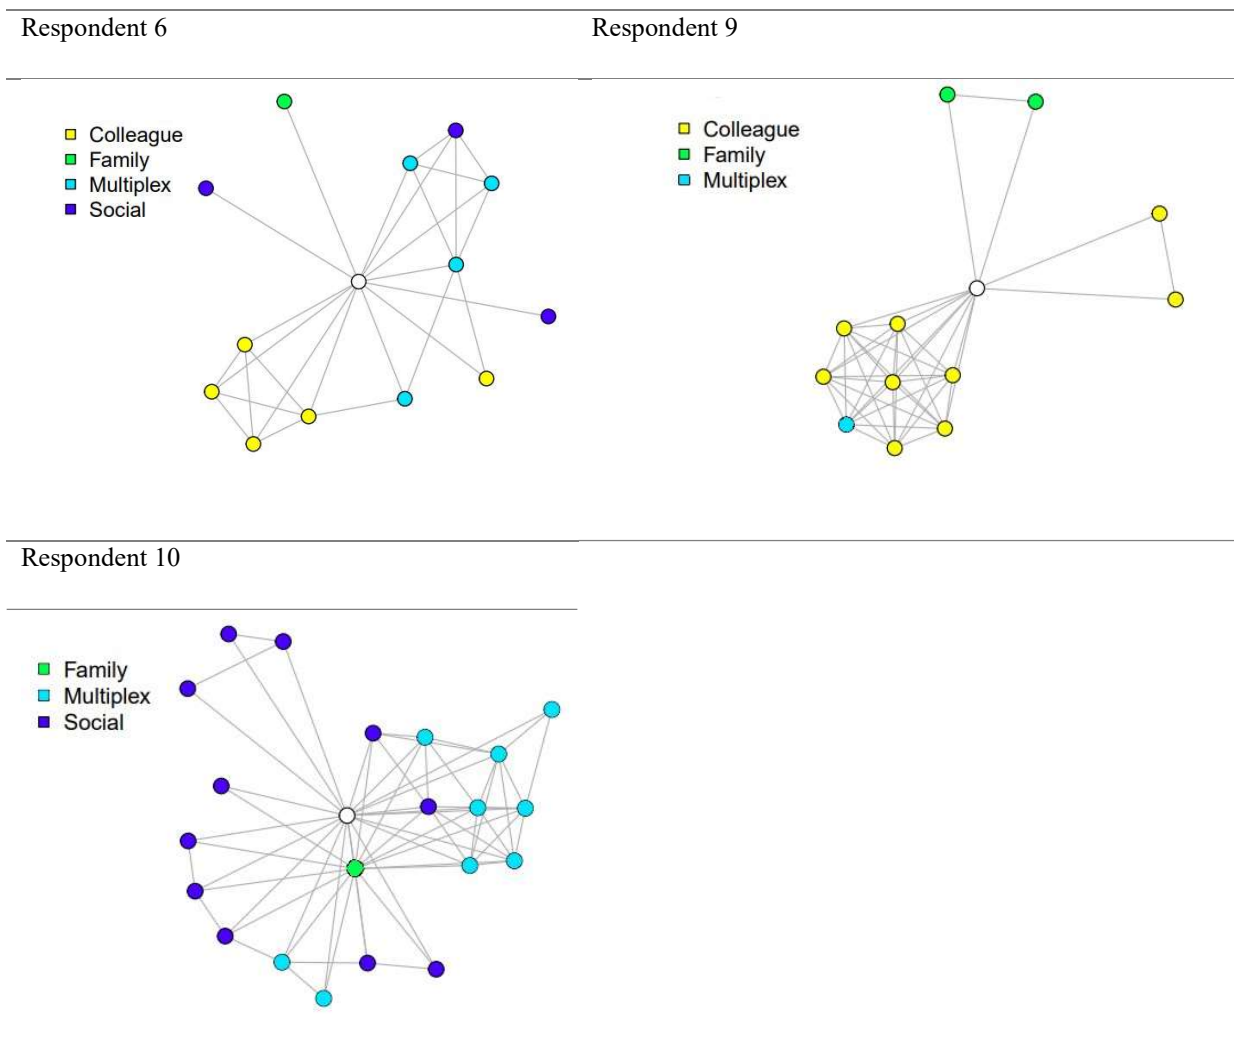 Respondent 6
Respondent 9
Colleague
Family
Multiplex
Social
Colleague
Family
Multiplex
Respondent 10
Family
Multiplex
Social